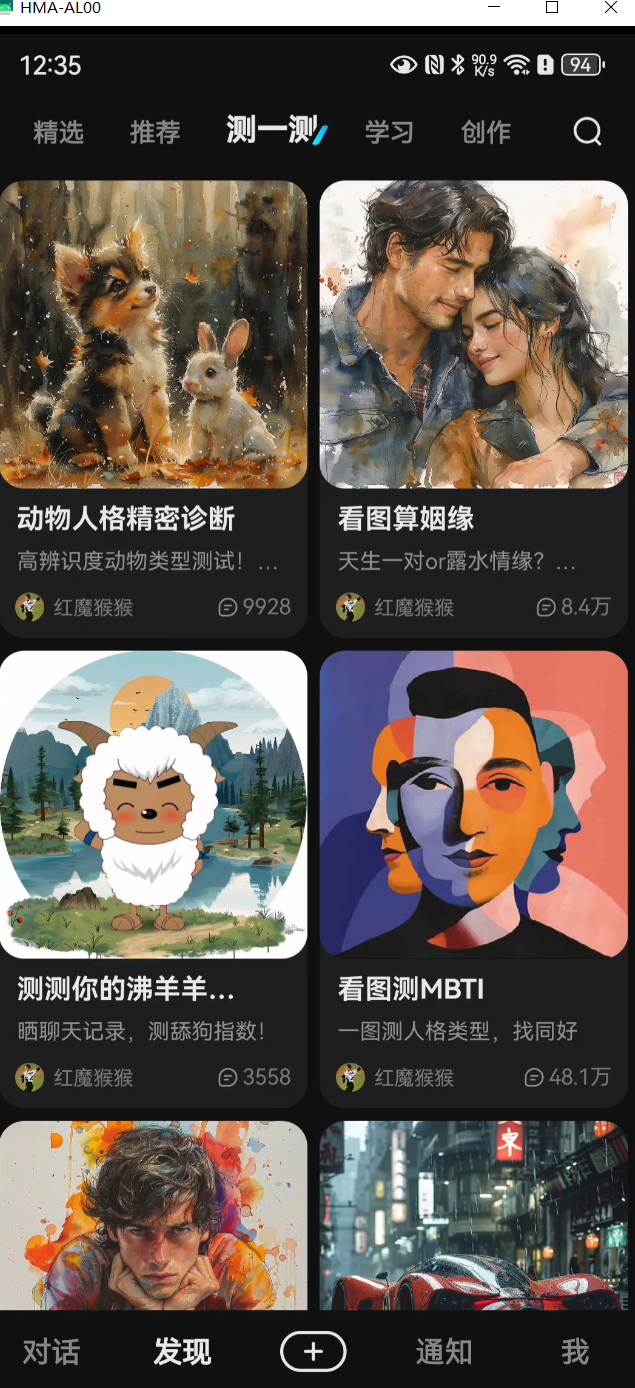 HMA-AL00
12:35
90.9 K/s
94
精选 推荐 测一测 学习 创作
动物人格精密诊断
高辨识度动物类型测试！...
红魔猴猴 9928
看图算姻缘
天生一对or露水情缘？...
红魔猴猴 8.4万
测测你的沸羊羊...
晒聊天记录，测舔狗指数！
红魔猴猴 3558
看图测MBTI
一图测人格类型，找同好
红魔猴猴 48.1万
对话 发现 通知 我